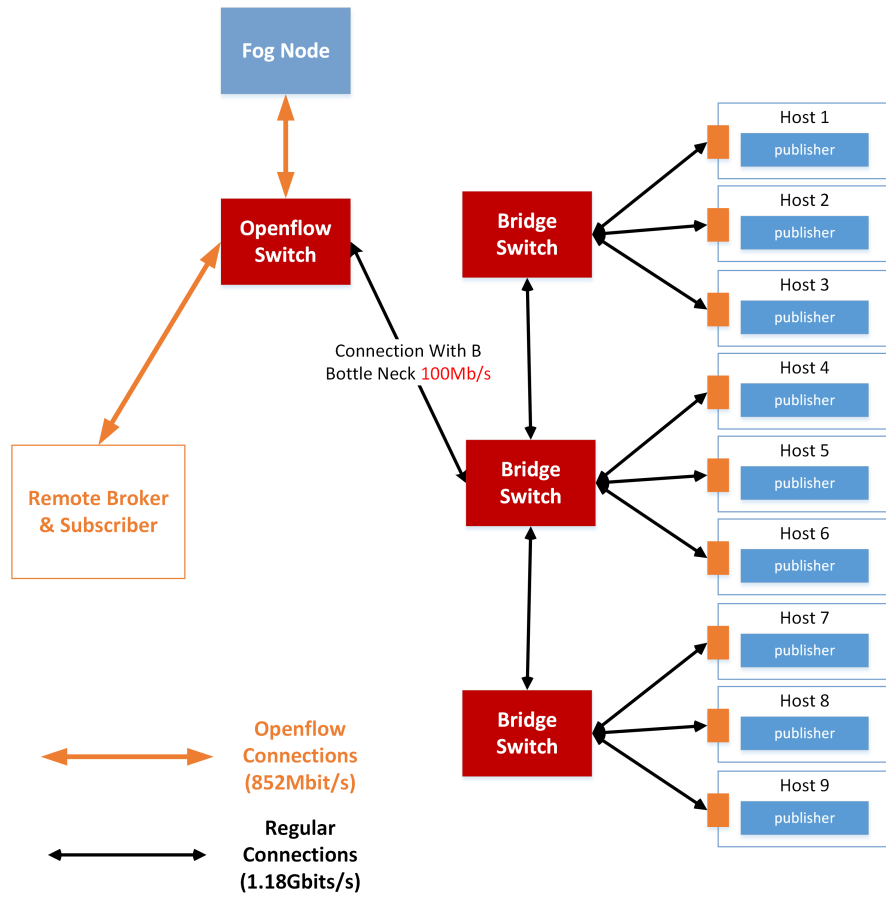 Fog Node
Openflow
Switch
Connection With B
Bottle Neck 100Mb/s
Remote Broker
& Subscriber
Bridge
Switch
Bridge
Switch
Bridge
Switch
Host 1
publisher
Host 2
publisher
Host 3
publisher
Host 4
publisher
Host 5
publisher
Host 6
publisher
Host 7
publisher
Host 8
publisher
Host 9
publisher
Openflow
Connections
(852Mbit/s)
Regular
Connections
(1.18Gbits/s)